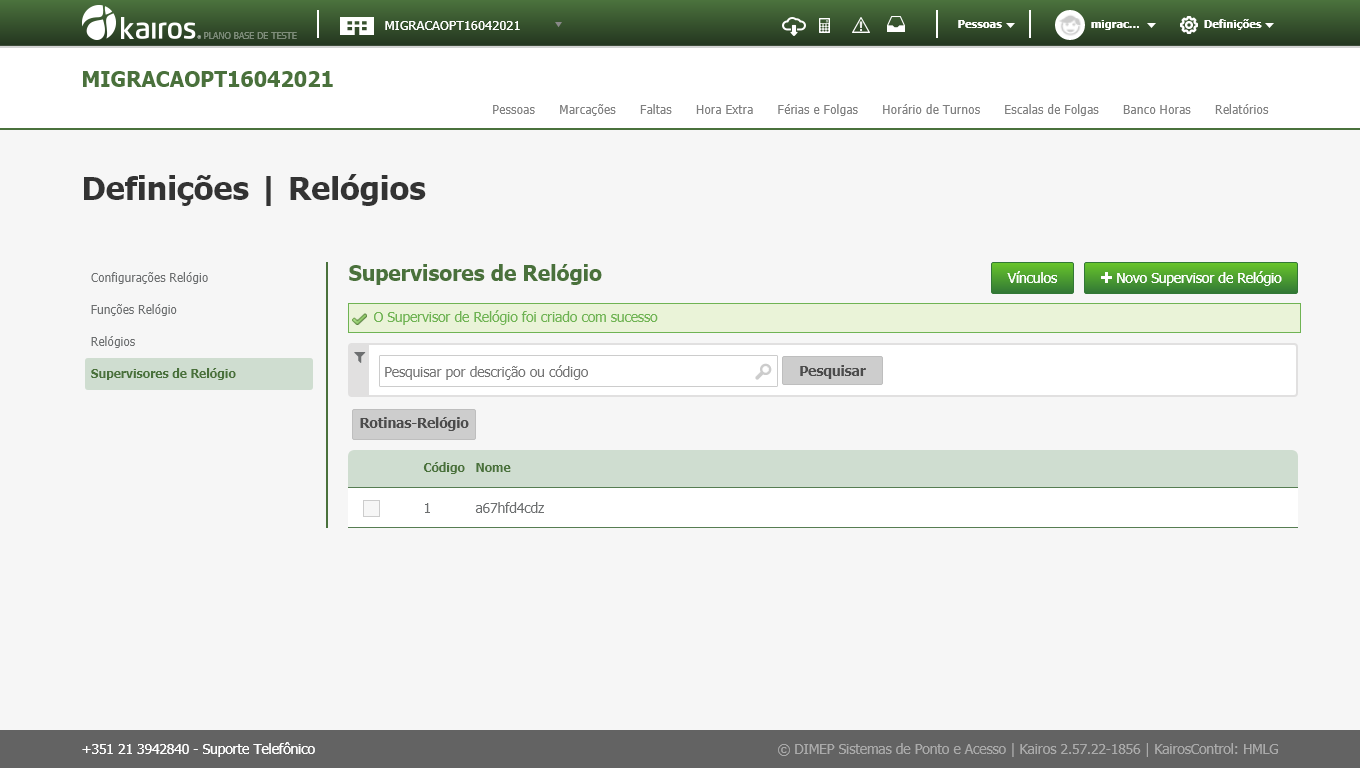 kairos. PLANO BASE DE TESTE
MIGRACAOPT16042021
Pessoas
migrac...
Definições
MIGRACAOPT16042021
Pessoas Marcações Faltas Hora Extra Férias e Folgas Horário de Turnos Escalas de Folgas Banco Horas Relatórios
Definições | Relógios
Configurações Relógio
Funções Relógio
Relógios
Supervisores de Relógio
Supervisores de Relógio
Vínculos
+ Novo Supervisor de Relógio
O Supervisor de Relógio foi criado com sucesso
Pesquisar por descrição ou código
Pesquisar
Rotinas-Relógio
Código Nome
1 a67hfd4cdz
+351 21 3942840 - Suporte Telefônico
© DIMEP Sistemas de Ponto e Acesso | Kairos 2.57.22-1856 | KairosControl: HMLG